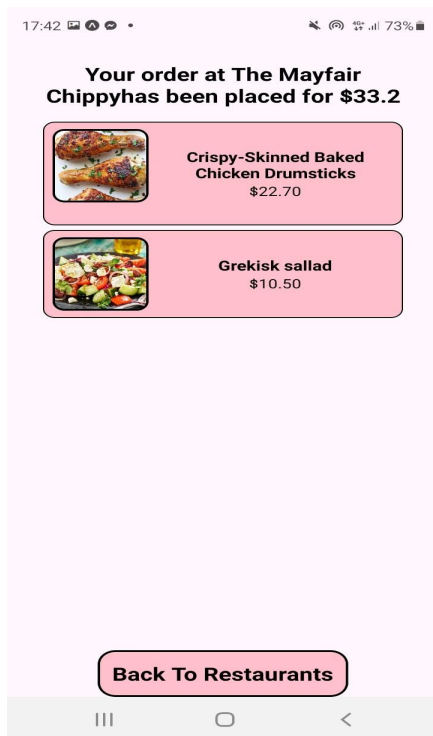 17:42
4G+
73%
Your order at The Mayfair
Chippyhas been placed for $33.2
Crispy-Skinned Baked
Chicken Drumsticks
$22.70
Grekisk sallad
$10.50
Back To Restaurants